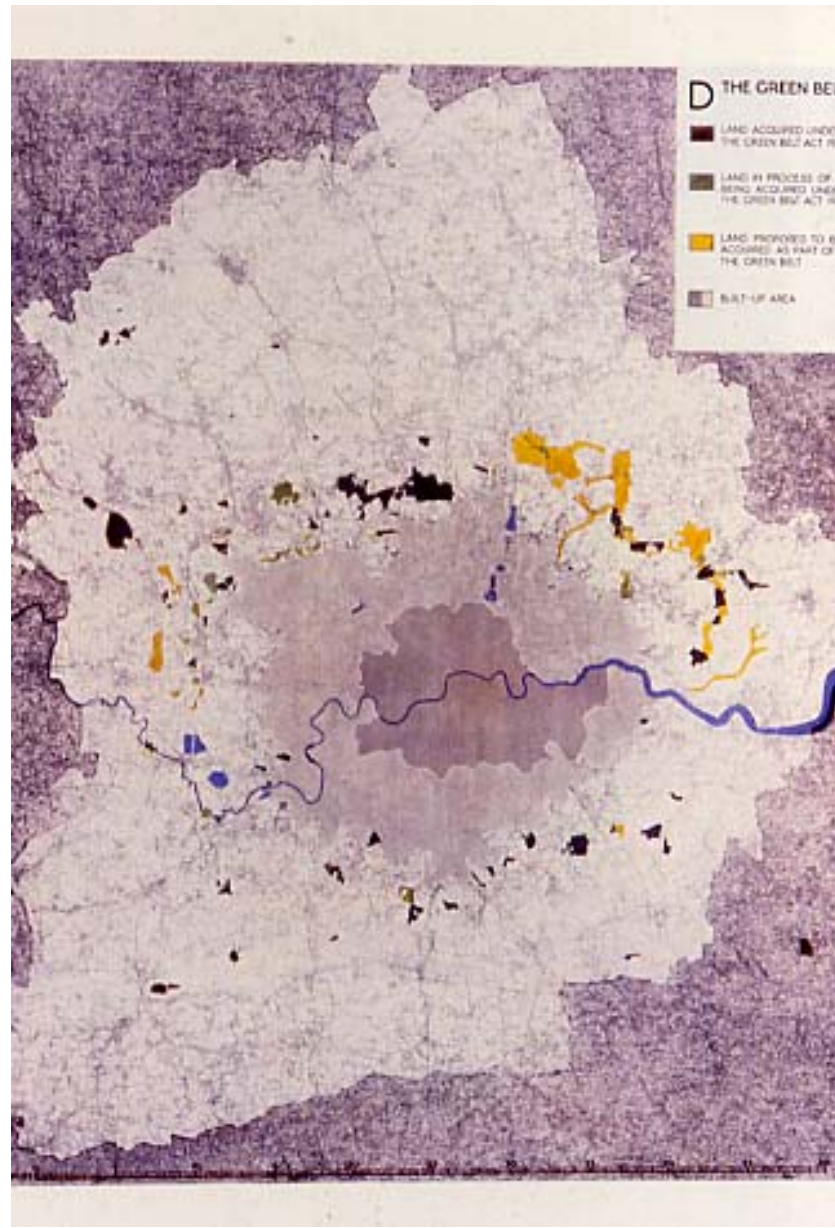 D THE GREEN BE
LAND ACQUIRED UNDE
THE GREEN BELT ACT
LAND IN PROCESS OF
BEING ACQUIRED UND
THE GREEN BELT ACT
LAND PROPOSED TO B
ACQUIRED AS PART OF
THE GREEN BELT
BUILT-UP AREA